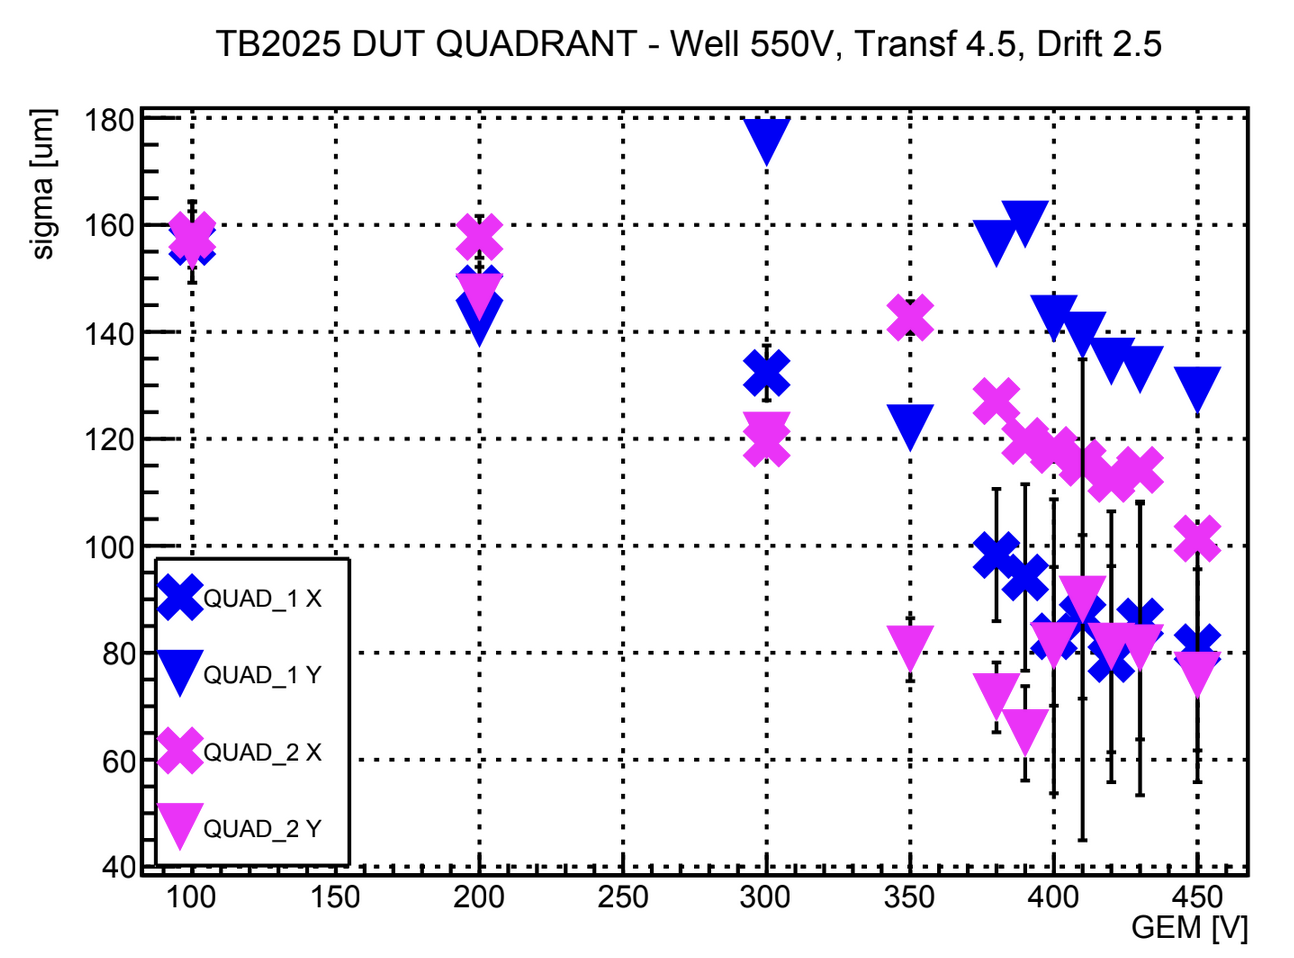 TB2025 DUT QUADRANT - Well 550V, Transf 4.5, Drift 2.5
sigma [um]
180
160
140
120
100
80
60
40
QUAD_1 X
QUAD_1 Y
QUAD_2 X
QUAD_2 Y
100 150 200 250 300 350 400 450
GEM [V]